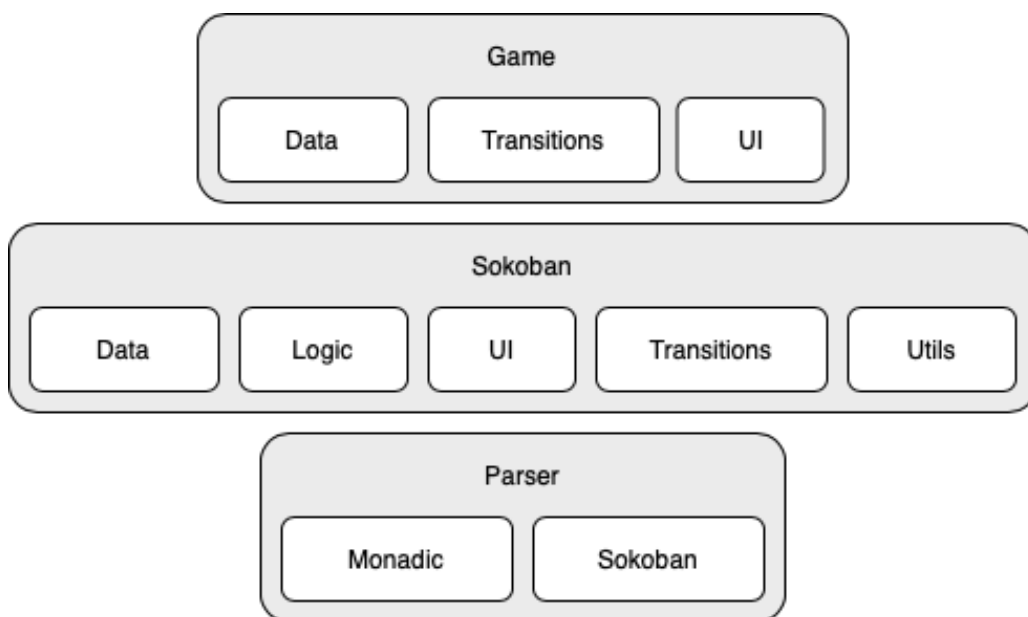 Game
Data Transitions UI
Sokoban
Data Logic UI Transitions Utils
Parser
Monadic Sokoban